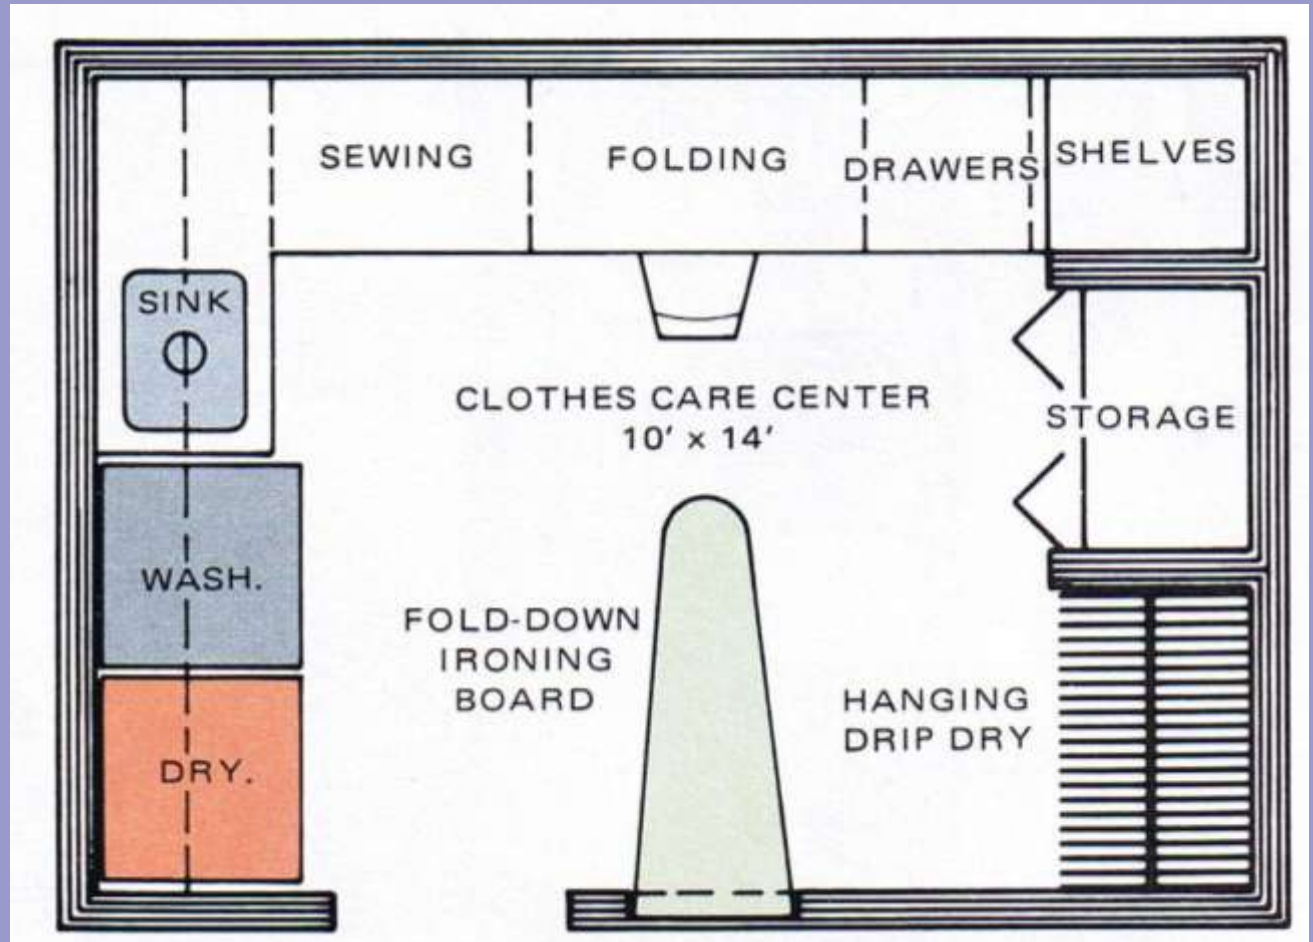 SEWING
FOLDING
DRAWERS
SHELVES
SINK
CLOTHES CARE CENTER
10' x 14'
STORAGE
WASH.
FOLD-DOWN
IRONING
BOARD
HANGING
DRIP DRY
DRY.